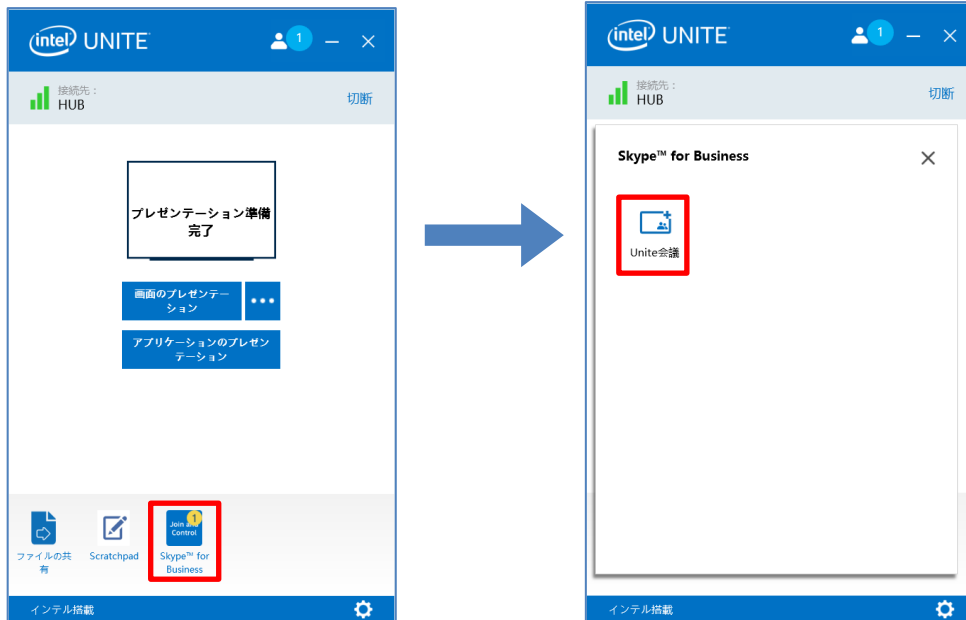 intel UNITE
1
接続先：
HUB
切断
プレゼンテーション準備
完了
画面のプレゼンテー
ション
アプリケーションのプレゼン
テーション
Join and
Control
1
ファイルの共
有
Scratchpad
Skype™ for
Business
インテル搭載
intel UNITE
1
接続先：
HUB
切断
Skype™ for Business
Unite会議
インテル搭載